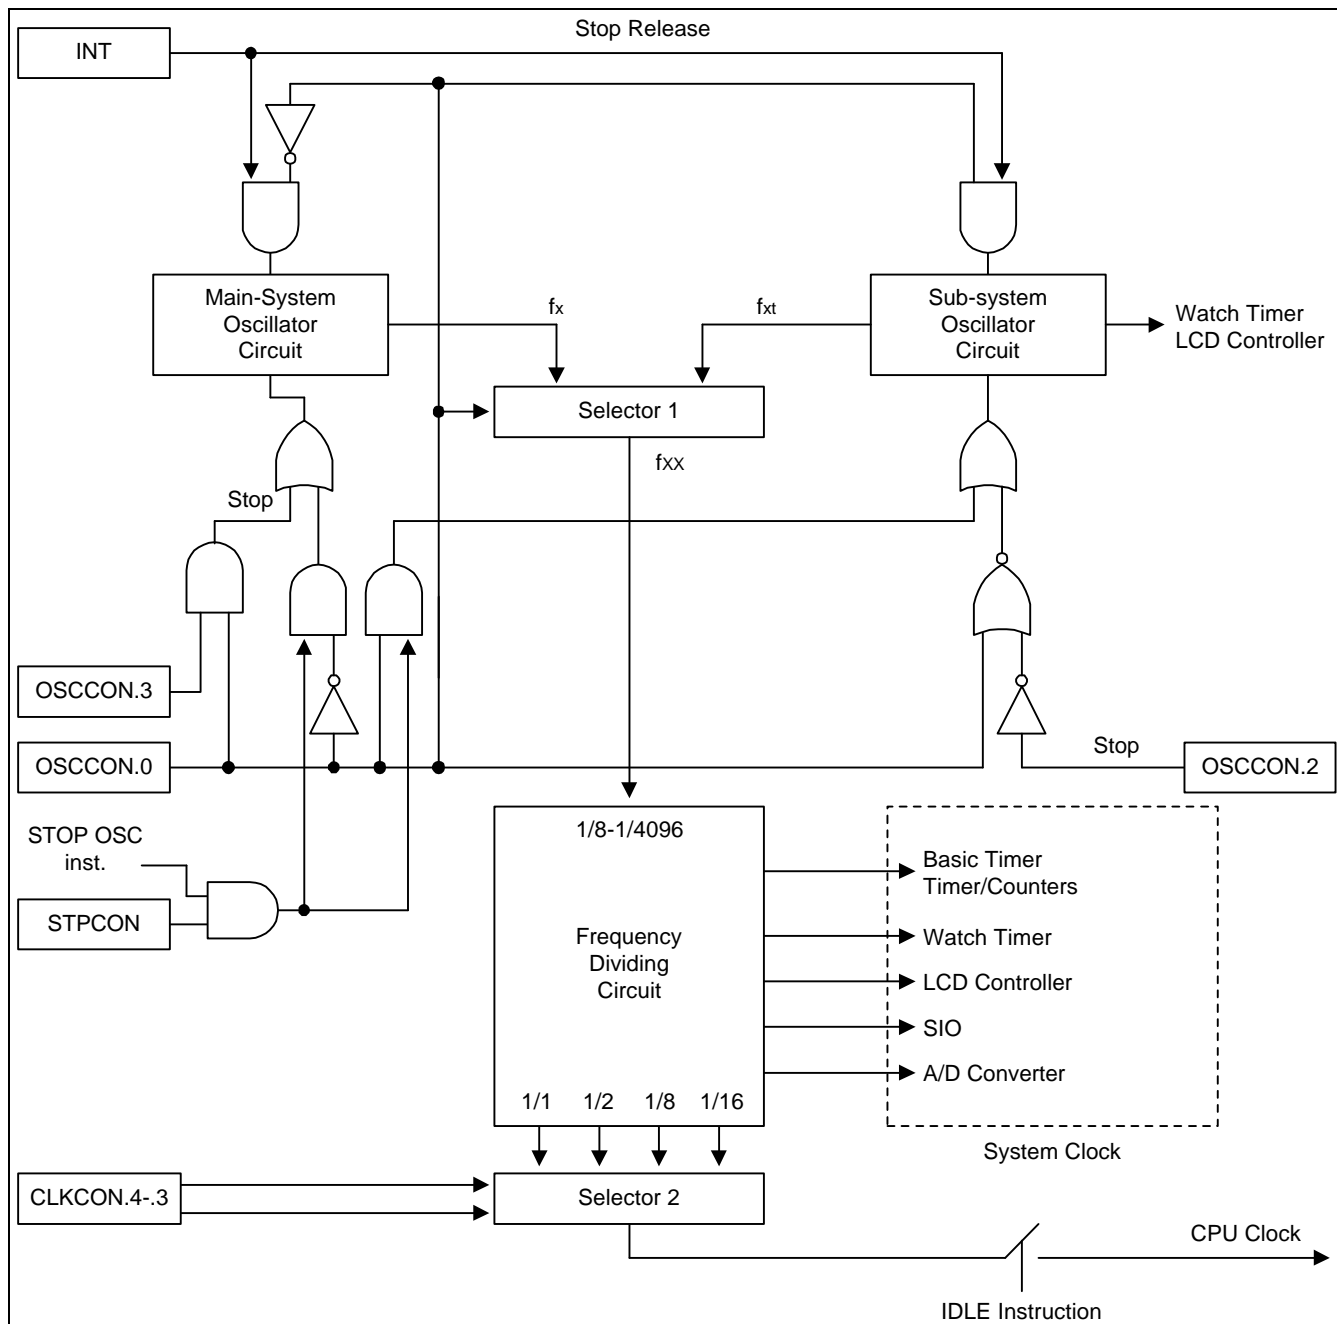 Stop Release
INT
Main-System
Oscillator
Circuit
fx
fxt
Sub-system
Oscillator
Circuit
Watch Timer
LCD Controller
Selector 1
fxx
Stop
OSCCON.3
OSCCON.0
Stop
OSCCON.2
STOP OSC
inst.
STPCON
1/8-1/4096
Frequency
Dividing
Circuit
Basic Timer
Timer/Counters
Watch Timer
LCD Controller
SIO
A/D Converter
1/1 1/2 1/8 1/16
System Clock
CLKCON.4-.3
Selector 2
CPU Clock
IDLE Instruction